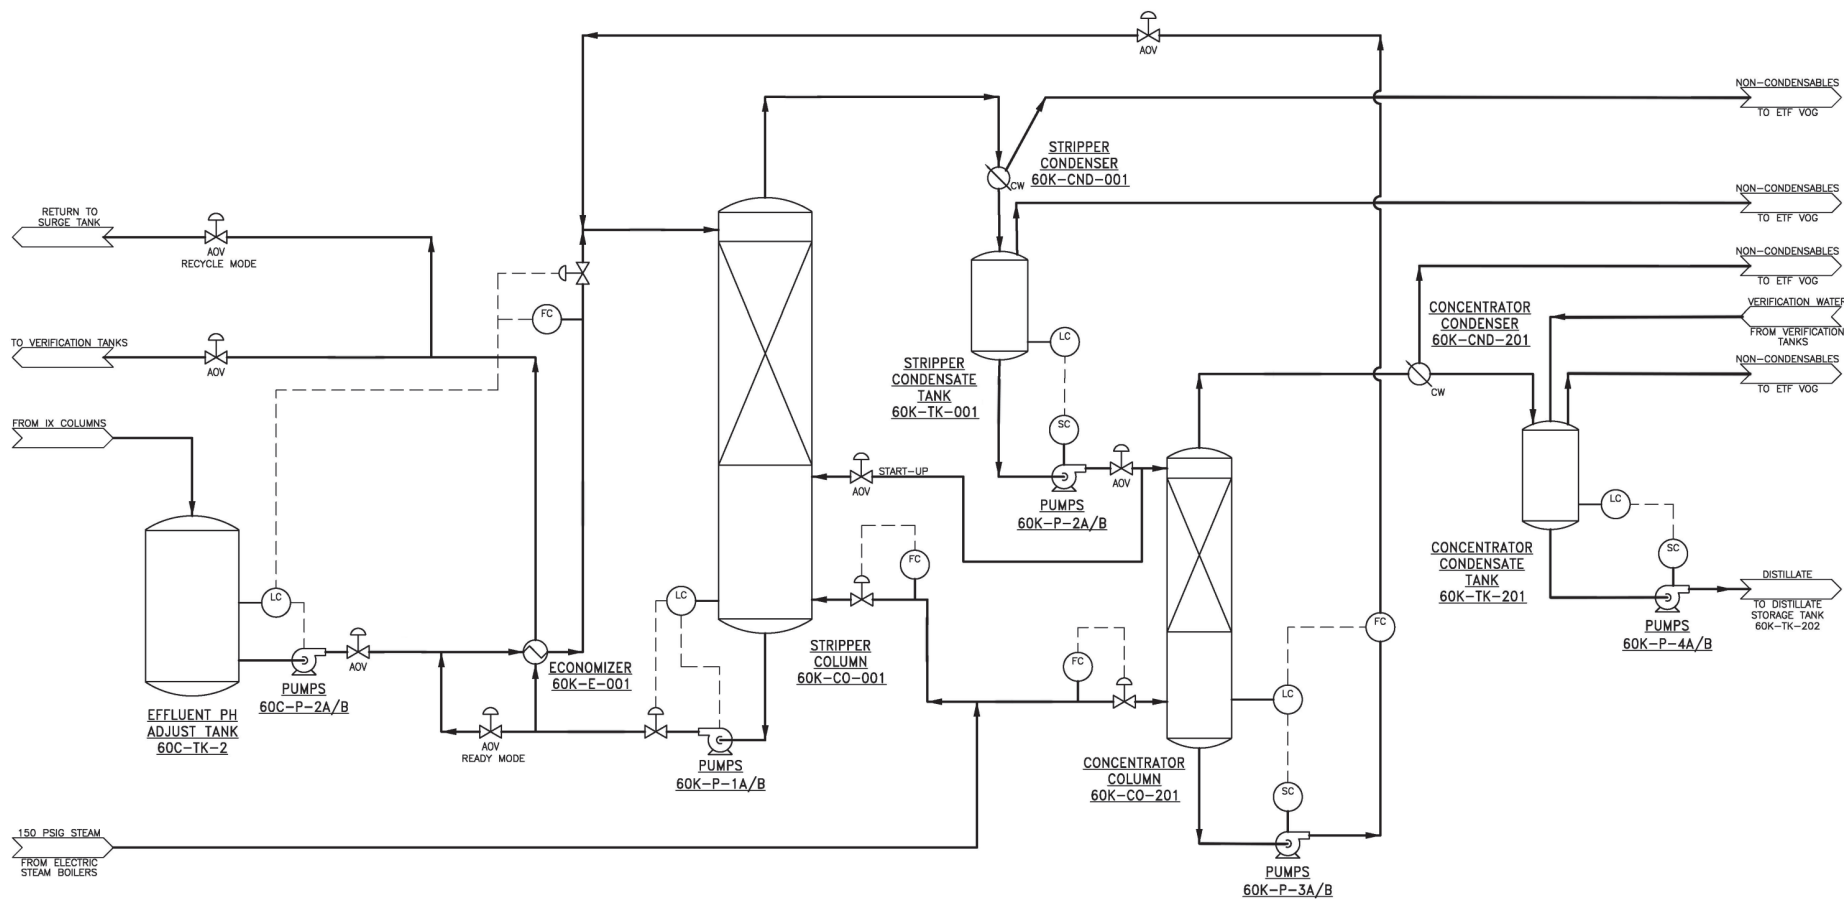 AOV
NON-CONDENSABLES
TO ETF VOG
STRIPPER
CONDENSER
60K-CND-001
CW
NON-CONDENSABLES
TO ETF VOG
RETURN TO
SURGE TANK
AOV
RECYCLE MODE
NON-CONDENSABLES
TO ETF VOG
VERIFICATION WATER
FROM VERIFICATION
TANKS
CONCENTRATOR
CONDENSER
60K-CND-201
CW
NON-CONDENSABLES
TO ETF VOG
FC
LC
TO VERIFICATION TANKS
AOV
STRIPPER
CONDENSATE
TANK
60K-TK-001
SC
FROM IX COLUMNS
START-UP
AOV
AOV
PUMPS
60K-P-2A/B
LC
SC
CONCENTRATOR
CONDENSATE
TANK
60K-TK-201
DISTILLATE
TO DISTILLATE
STORAGE TANK
60K-TK-202
PUMPS
60K-P-4A/B
FC
LC
LC
STRIPPER
COLUMN
60K-CO-001
FC
FC
LC
AOV
PUMPS
60C-P-2A/B
ECONOMIZER
60K-E-001
EFFLUENT PH
ADJUST TANK
60C-TK-2
AOV
READY MODE
PUMPS
60K-P-1A/B
CONCENTRATOR
COLUMN
60K-CO-201
SC
150 PSIG STEAM
FROM ELECTRIC
STEAM BOILERS
PUMPS
60K-P-3A/B